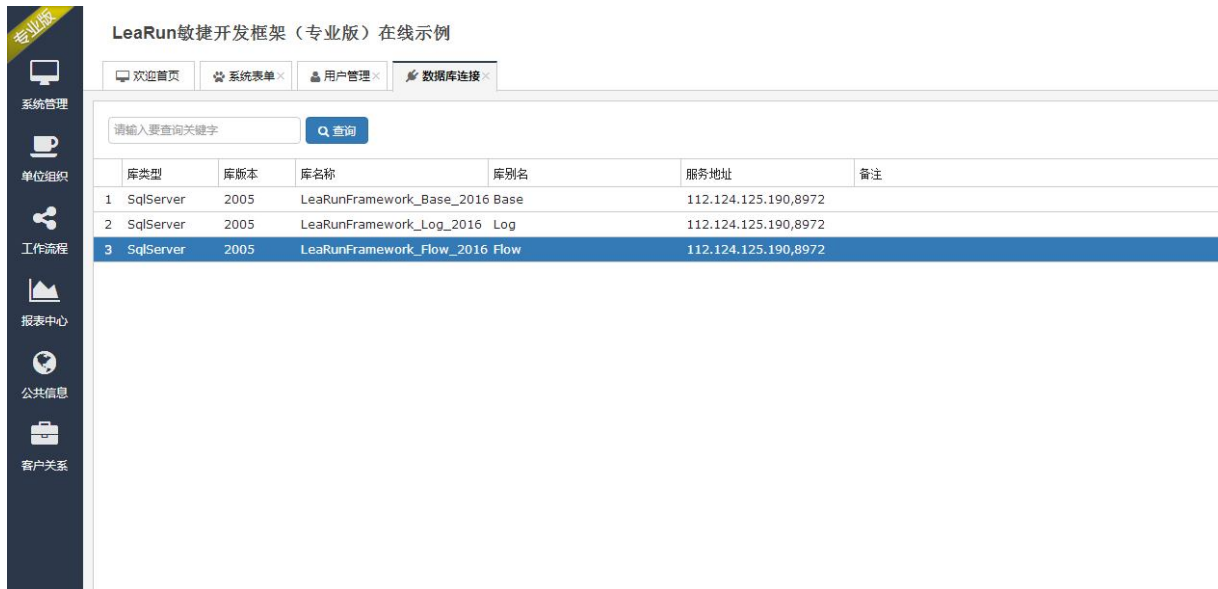 专业版
LeaRun敏捷开发框架（专业版）在线示例
欢迎首页 系统表单 用户管理 数据库连接
系统管理
单位组织
工作流程
报表中心
公共信息
客户关系
请输入要查询关键字 查询
库类型 库版本 库名称 库别名 服务地址 备注
1 SqlServer 2005 LeaRunFramework_Base_2016 Base 112.124.125.190,8972
2 SqlServer 2005 LeaRunFramework_Log_2016 Log 112.124.125.190,8972
3 SqlServer 2005 LeaRunFramework_Flow_2016 Flow 112.124.125.190,8972